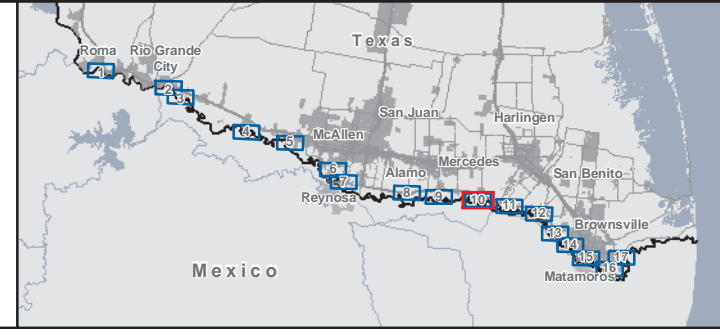 Texas
Roma
Rio Grande
City
1
2
3
4
5
McAllen
San Juan
Harlingen
6
7
Reynosa
Alamo
Mercedes
San Benito
8
9
10
11
12
Brownsville
13
14
15
16
17
Matamoros
Mexico